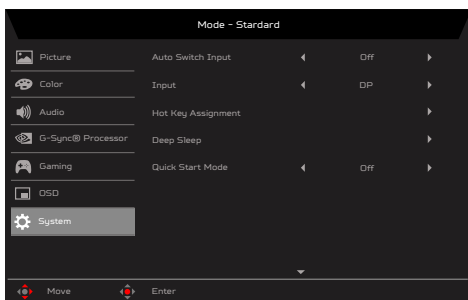 Mode - Stardard
Picture
Auto Switch Input Off
Color
Input DP
Audio
Hot Key Assignment
G-Sync® Processor
Deep Sleep
Gaming
Quick Start Mode Off
OSD
System
Move Enter